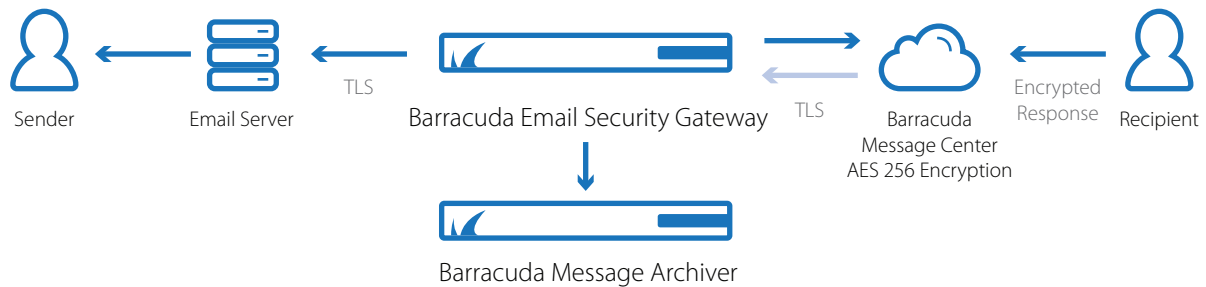 TLS
TLS
Encrypted
Response
Sender
Email Server
Barracuda Email Security Gateway
Barracuda
Message Center
AES 256 Encryption
Recipient
Barracuda Message Archiver